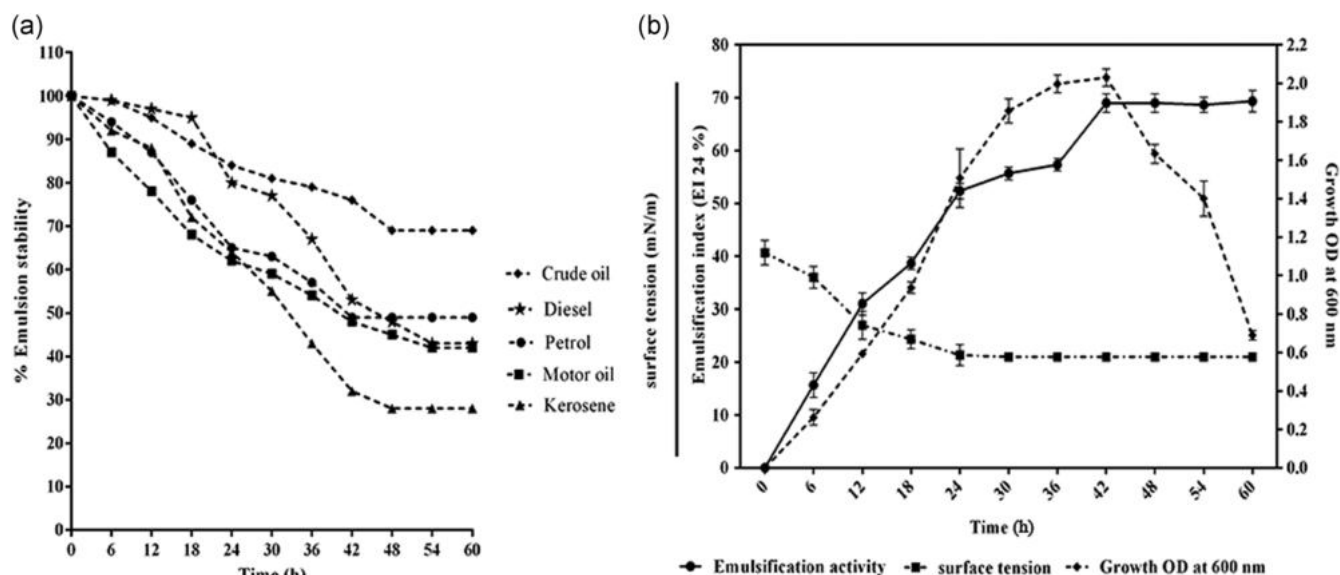 (a)
110
100
90
80
70
60
50
40
30
20
10
0
% Emulsion stability
0 6 12 18 24 30 36 42 48 54 60
Time (h)
Crude oil
Diesel
Petrol
Motor oil
Kerosene
(b)
surface tension (mN/m)
Emulsification index (EI 24 %)
80
70
60
50
40
30
20
10
0
2.2
2.0
1.8
1.6
1.4
1.2
1.0
0.8
0.6
0.4
0.2
0.0
Growth OD at 600 nm
0 6 12 18 24 30 36 42 48 54 60
Time (h)
Emulsification activity surface tension Growth OD at 600 nm